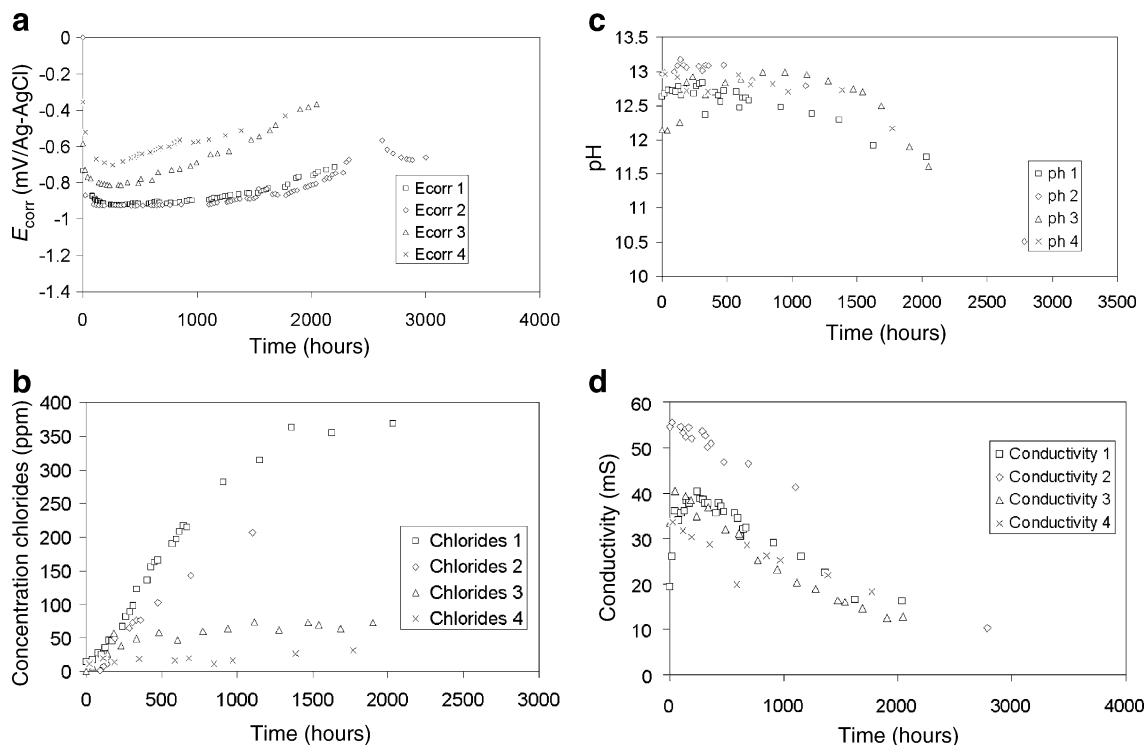 a
0
-0.2
-0.4
-0.6
-0.8
-1
-1.2
-1.4
Ecorr (mV/Ag-AgCl)
Ecorr 1
Ecorr 2
Ecorr 3
Ecorr 4
0
1000
2000
3000
4000
Time (hours)
c
13.5
13
12.5
12
11.5
11
10.5
10
pH
ph 1
ph 2
ph 3
ph 4
0
500
1000
1500
2000
2500
3000
3500
Time (hours)
b
400
350
300
250
200
150
100
50
0
Concentration chlorides (ppm)
Chlorides 1
Chlorides 2
Chlorides 3
Chlorides 4
0
500
1000
1500
2000
2500
3000
Time (hours)
d
60
50
40
30
20
10
0
Conductivity (mS)
Conductivity 1
Conductivity 2
Conductivity 3
Conductivity 4
0
1000
2000
3000
4000
Time (hours)